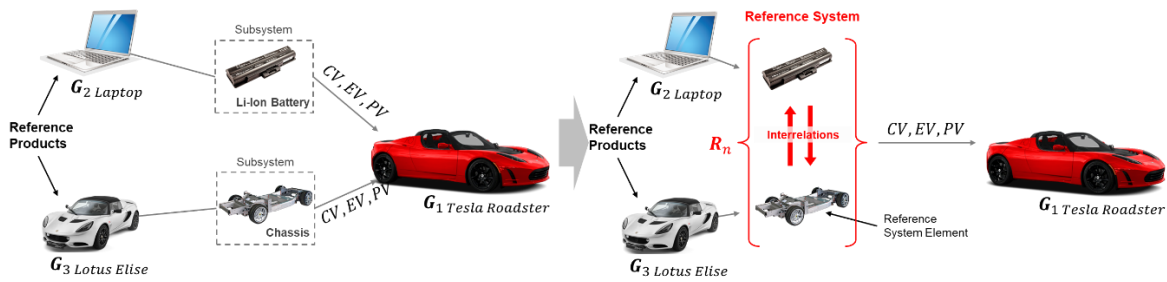 Subsystem
Li-Ion Battery
G2 Laptop
CV, EV, PV
Reference
Products
Subsystem
Chassis
CV, EV, PV
G1 Tesla Roadster
G3 Lotus Elise
Reference System
G2 Laptop
Reference
Products
Rn
Interrelations
CV, EV, PV
G1 Tesla Roadster
Reference
System Element
G3 Lotus Elise